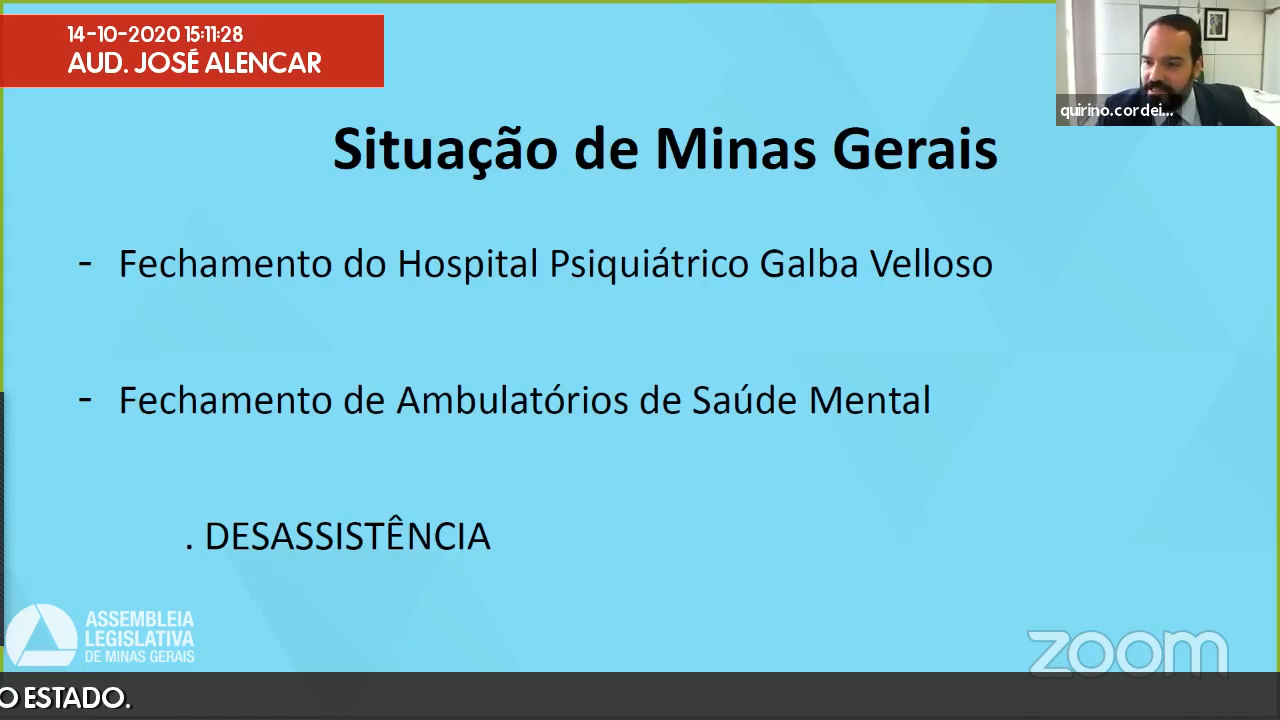 14-10-2020 15:11:28
AUD. JOSÉ ALENCAR
quirino.cordei...
Situação de Minas Gerais
- Fechamento do Hospital Psiquiátrico Galba Velloso
- Fechamento de Ambulatórios de Saúde Mental
. DESASSISTÊNCIA
ASSEMBLEIA
LEGISLATIVA
DE MINAS GERAIS
zoom
O ESTADO.